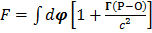 F = ∫ dφ [1 + Γ(P–O)/c²]